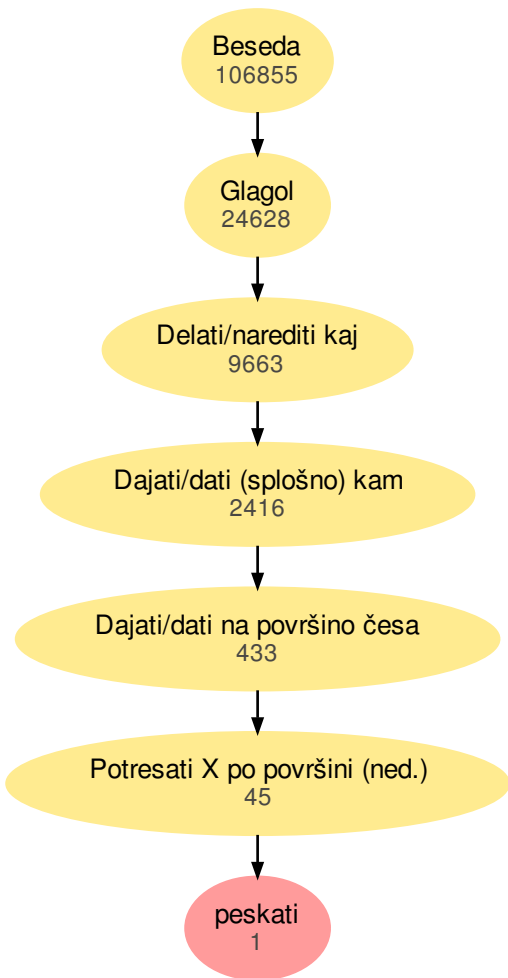 Beseda
106855
Glagol
24628
Delati/narediti kaj
9663
Dajati/dati (splošno) kam
2416
Dajati/dati na površino česa
433
Potresati X po površini (ned.)
45
peskati
1